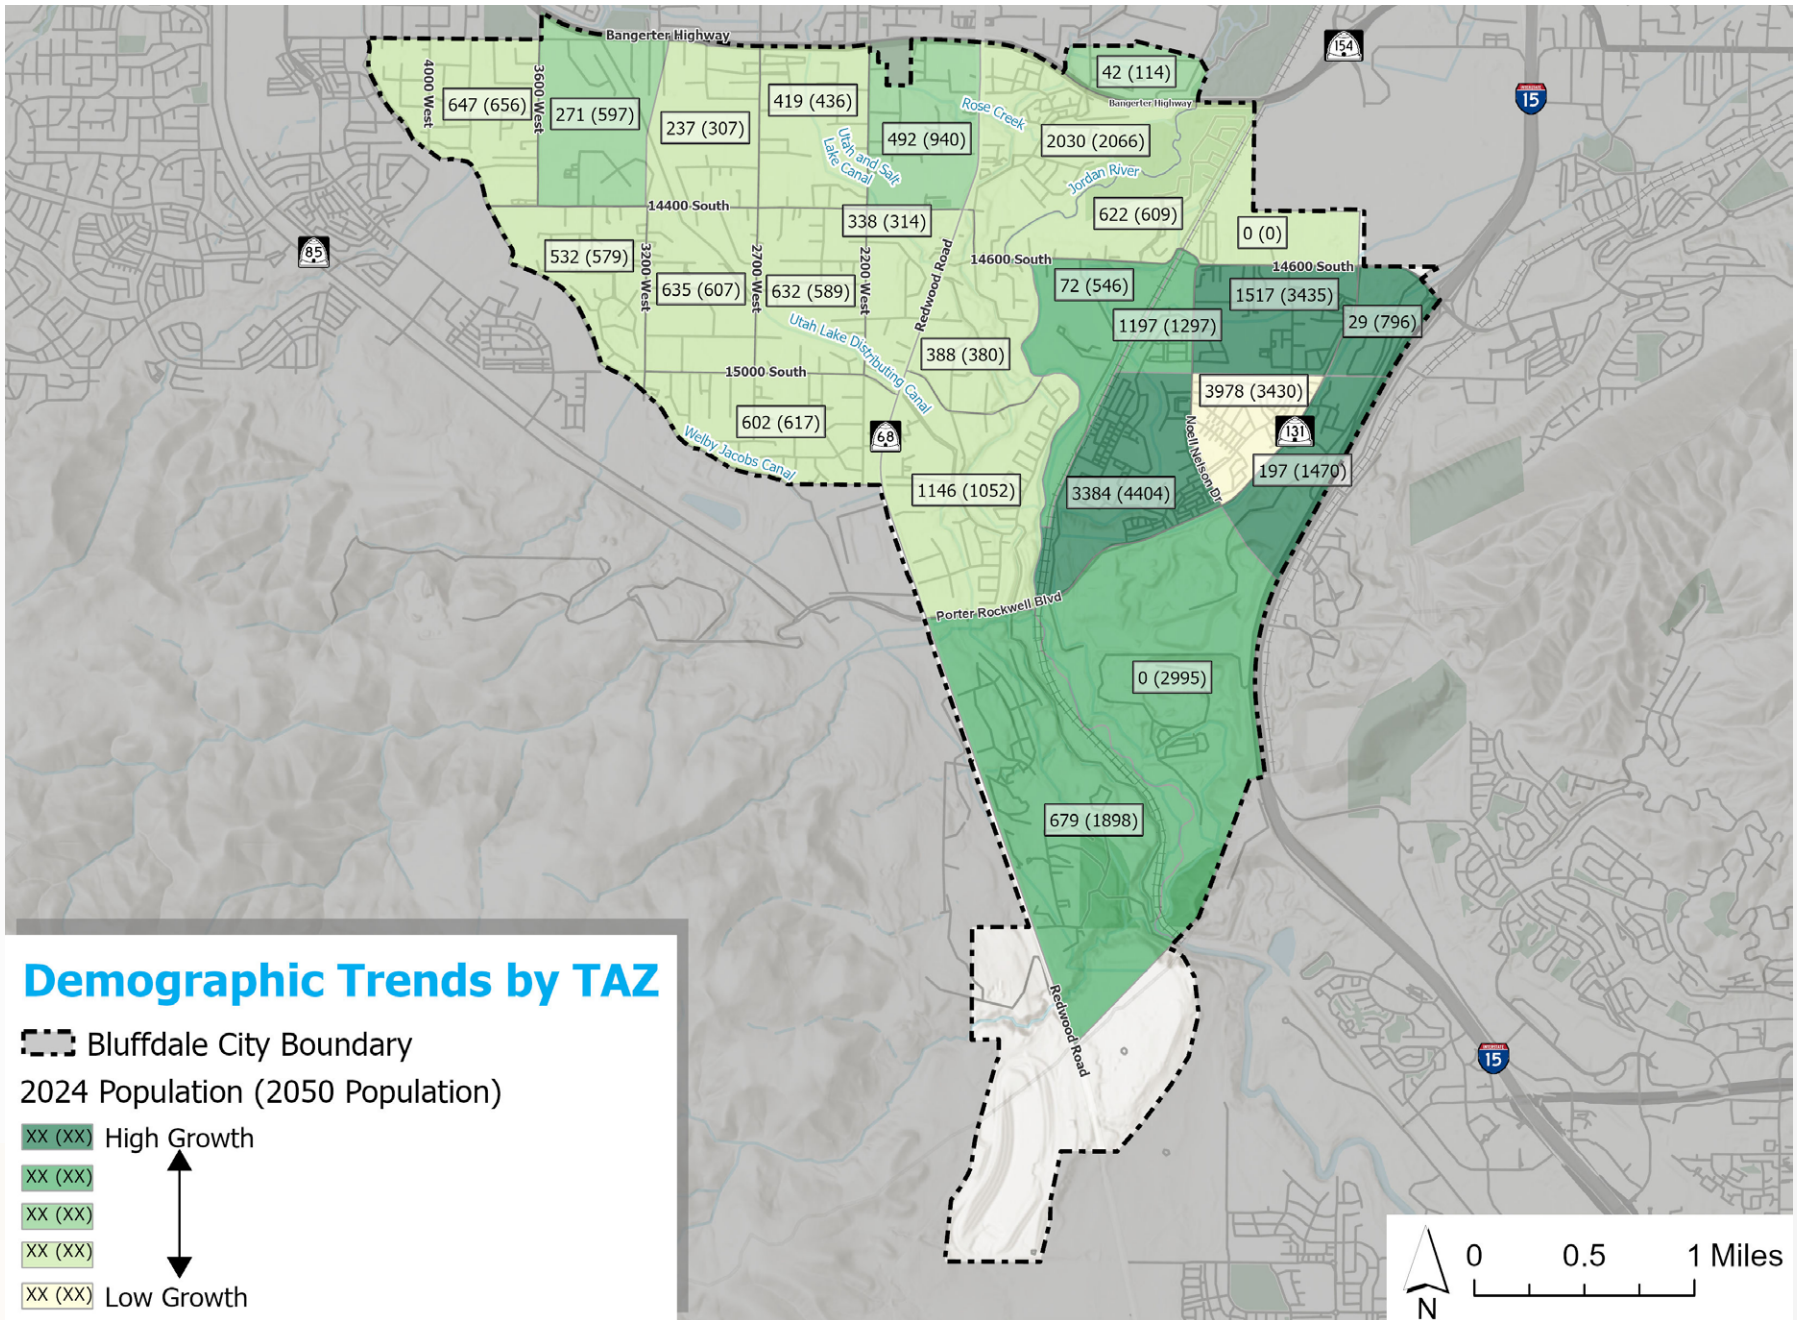 Bangerter Highway
154
15
4000 West
3600 West
647 (656)
271 (597)
237 (307)
419 (436)
492 (940)
42 (114)
Bangerter Highway
Rose Creek
2030 (2066)
Utah and Salt
Lake Canal
Jordan River
14400 South
338 (314)
622 (609)
0 (0)
85
532 (579)
3200 West
635 (607)
2700 West
632 (589)
2200 West
Redwood Road
14600 South
14600 South
72 (546)
1517 (3435)
1197 (1297)
29 (796)
Utah Lake Distributing Canal
388 (380)
15000 South
3978 (3430)
602 (617)
68
131
Welby Jacobs Canal
Noell Nelson Dr
197 (1470)
1146 (1052)
3384 (4404)
Porter Rockwell Blvd
0 (2995)
679 (1898)
Redwood Road
INTERSTATE
15
Demographic Trends by TAZ
Bluffdale City Boundary
2024 Population (2050 Population)
XX (XX) High Growth
XX (XX)
XX (XX)
XX (XX)
XX (XX) Low Growth
0 0.5 1 Miles
N